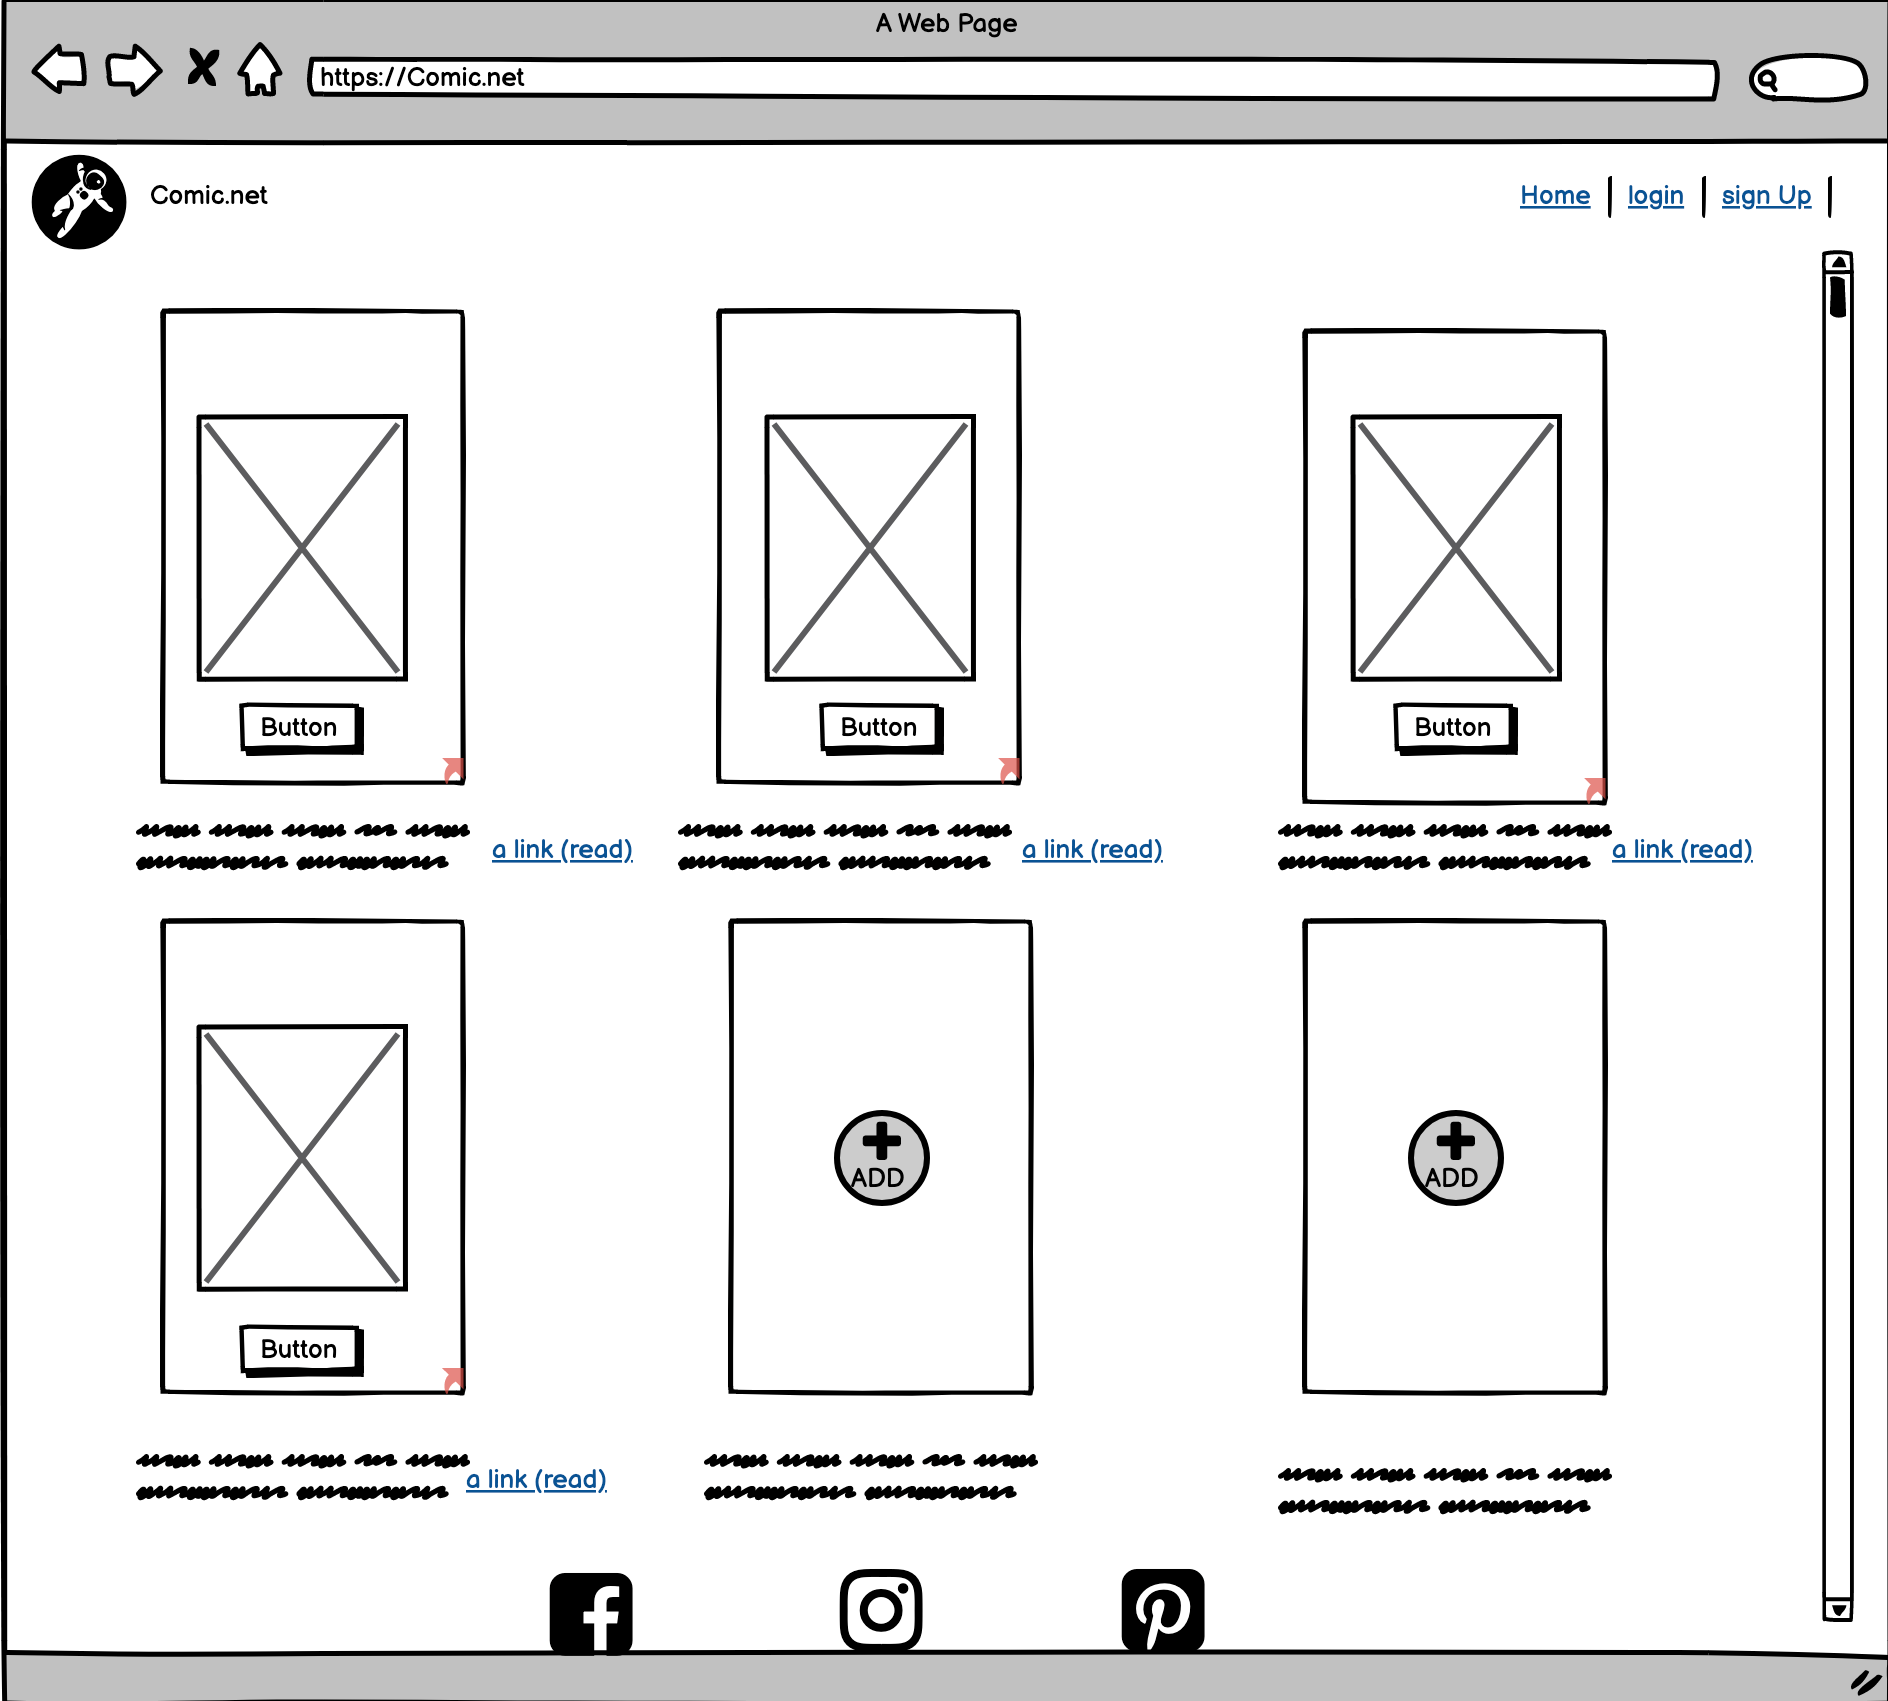 A Web Page
https://Comic.net
Comic.net
Home
login
sign Up
Button
Button
Button
a link (read)
a link (read)
a link (read)
ADD
ADD
Button
a link (read)